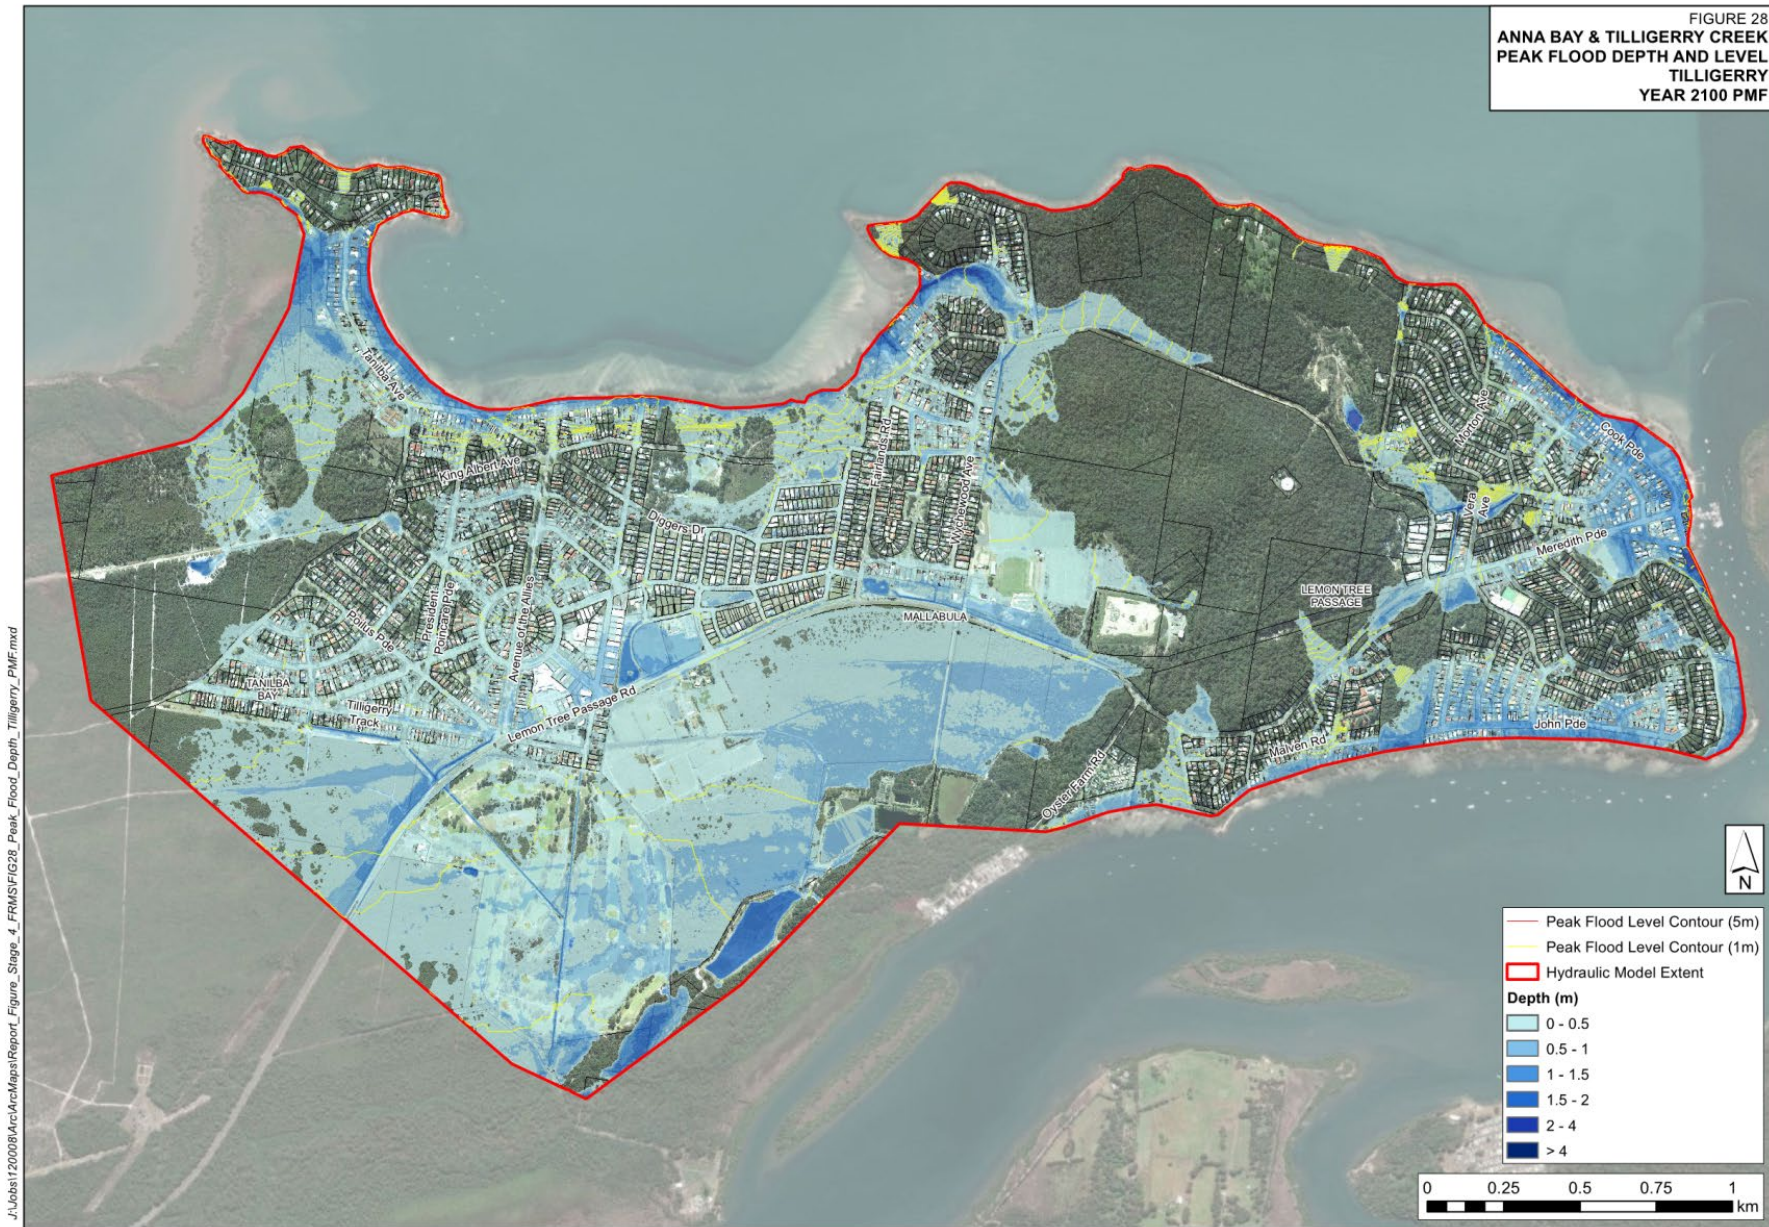 FIGURE 28
ANNA BAY & TILLIGERRY CREEK
PEAK FLOOD DEPTH AND LEVEL
TILLIGERRY
YEAR 2100 PMF
Tanilba Ave
King Albert Ave
Diggers Dr
Fairlands Rd
Wychewood Ave
Morton Ave
Cook Pde
Vera
Ave
Meredith Pde
LEMON TREE
PASSAGE
MALLABULA
President
Poincare Pde
Poilus Pde
Avenue of the Allies
TANILBA
BAY
Tilligerry
Track
Lemon Tree Passage Rd
Oyster Farm Rd
Malven Rd
John Pde
N
Peak Flood Level Contour (5m)
Peak Flood Level Contour (1m)
Hydraulic Model Extent
Depth (m)
0 - 0.5
0.5 - 1
1 - 1.5
1.5 - 2
2 - 4
> 4
0 0.25 0.5 0.75 1
km
J:\Jobs\120008\Arc\ArcMaps\Report_Figure_Stage_4_FRMS\FIG28_Peak_Flood_Depth_Tilligerry_PMF.mxd